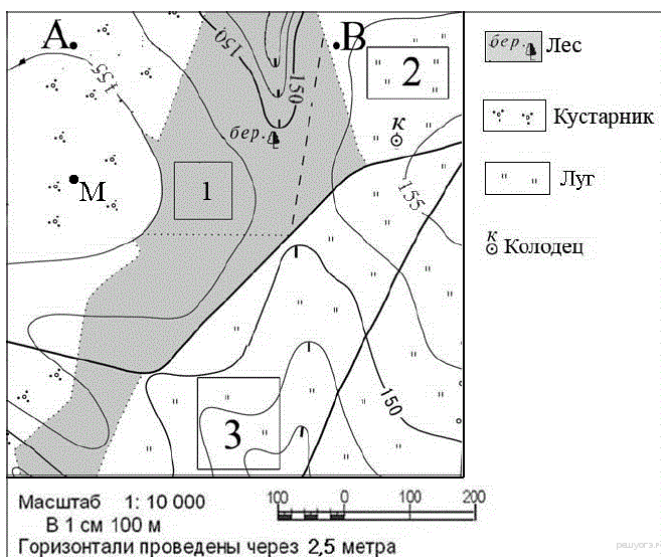 А.
.В
150
150
155
2
бер.
к
М
1
155
3
150
бер. Лес
Кустарник
Луг
к Колодец
Масштаб 1: 10 000
В 1 см 100 м
100 0 100 200
Горизонтали проведены через 2,5 метра